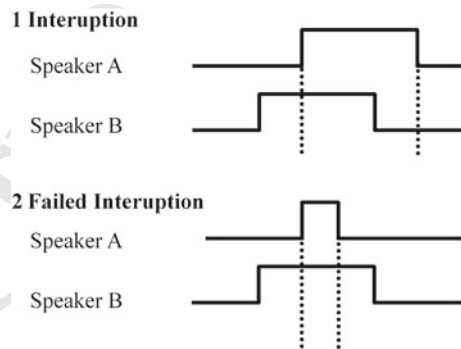 1 Interuption
Speaker A
Speaker B
2 Failed Interuption
Speaker A
Speaker B